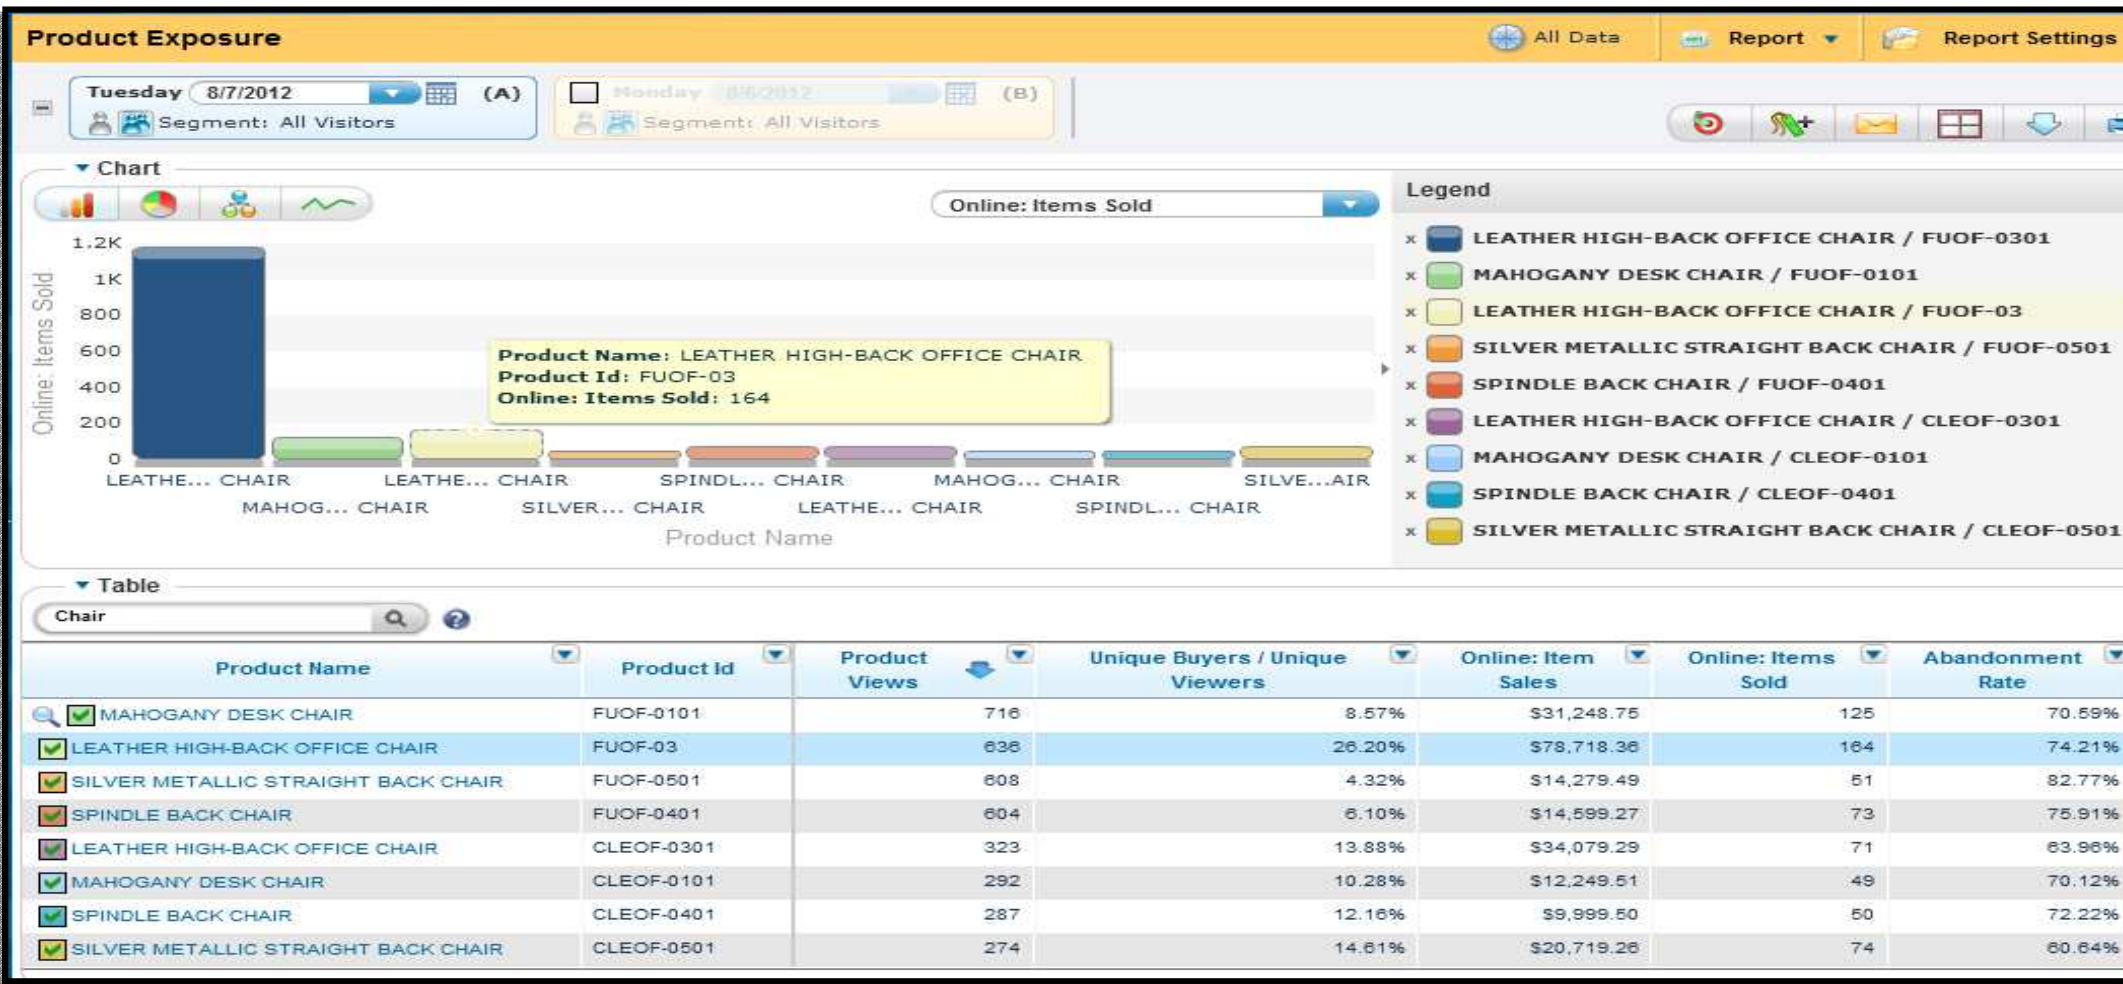 Product Exposure
All Data
Report
Report Settings
Tuesday 8/7/2012 (A)
Segment: All Visitors
Monday 8/6/2012 (B)
Segment: All Visitors
Chart
Online: Items Sold
1.2K
1K
800
600
400
200
0
Online: Items Sold
Product Name: LEATHER HIGH-BACK OFFICE CHAIR
Product Id: FUOF-03
Online: Items Sold: 164
LEATHE... CHAIR LEATHE... CHAIR SPINDL... CHAIR MAHOG... CHAIR SILVE...AIR
MAHOG... CHAIR SILVER... CHAIR LEATHE... CHAIR SPINDL... CHAIR
Product Name
Legend
x LEATHER HIGH-BACK OFFICE CHAIR / FUOF-0301
x MAHOGANY DESK CHAIR / FUOF-0101
x LEATHER HIGH-BACK OFFICE CHAIR / FUOF-03
x SILVER METALLIC STRAIGHT BACK CHAIR / FUOF-0501
x SPINDLE BACK CHAIR / FUOF-0401
x LEATHER HIGH-BACK OFFICE CHAIR / CLEOF-0301
x MAHOGANY DESK CHAIR / CLEOF-0101
x SPINDLE BACK CHAIR / CLEOF-0401
x SILVER METALLIC STRAIGHT BACK CHAIR / CLEOF-0501
Table
Chair
Product Name Product Id Product Views Unique Buyers / Unique Viewers Online: Item Sales Online: Items Sold Abandonment Rate
MAHOGANY DESK CHAIR FUOF-0101 716 8.57% $31,248.75 125 70.59%
LEATHER HIGH-BACK OFFICE CHAIR FUOF-03 636 26.20% $78,718.36 164 74.21%
SILVER METALLIC STRAIGHT BACK CHAIR FUOF-0501 608 4.32% $14,279.49 51 82.77%
SPINDLE BACK CHAIR FUOF-0401 604 6.10% $14,599.27 73 75.91%
LEATHER HIGH-BACK OFFICE CHAIR CLEOF-0301 323 13.88% $34,079.29 71 63.96%
MAHOGANY DESK CHAIR CLEOF-0101 292 10.28% $12,249.51 49 70.12%
SPINDLE BACK CHAIR CLEOF-0401 287 12.16% $9,999.50 50 72.22%
SILVER METALLIC STRAIGHT BACK CHAIR CLEOF-0501 274 14.61% $20,719.26 74 60.64%